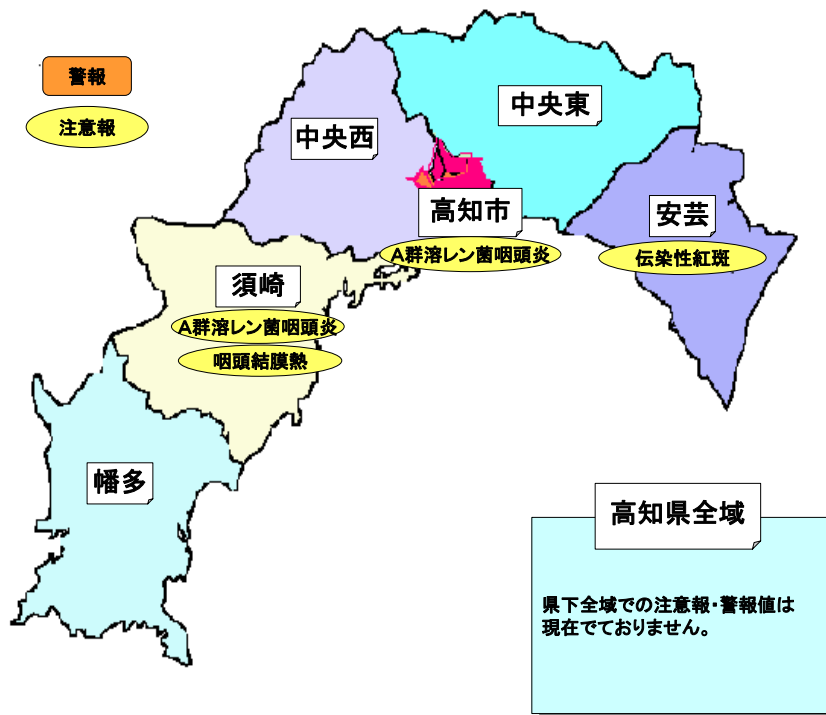 警報
注意報
中央東
中央西
高知市
A群溶レン菌咽頭炎
安芸
伝染性紅斑
須崎
A群溶レン菌咽頭炎
咽頭結膜熱
幡多
高知県全域
県下全域での注意報・警報値は
現在でておりません。